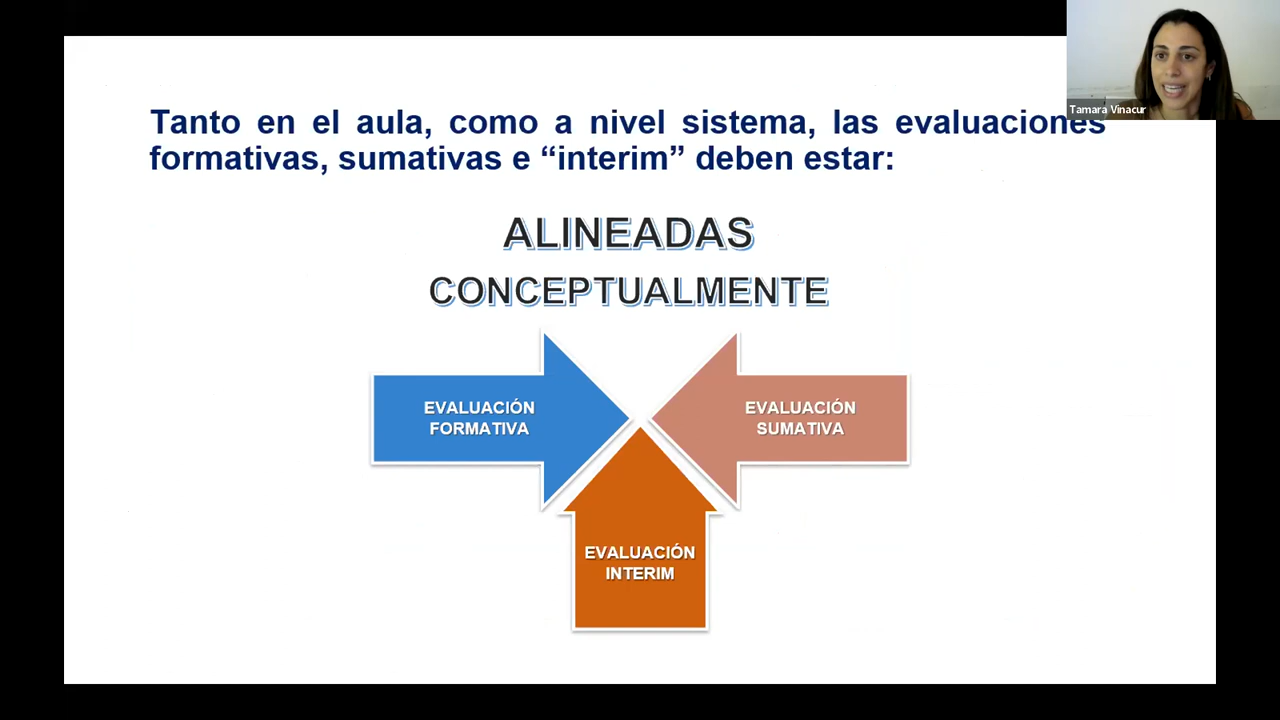 Tamara Vinacur
Tanto en el aula, como a nivel sistema, las evaluaciones
formativas, sumativas e “interim” deben estar:
ALINEADAS
CONCEPTUALMENTE
EVALUACIÓN
FORMATIVA
EVALUACIÓN
SUMATIVA
EVALUACIÓN
INTERIM